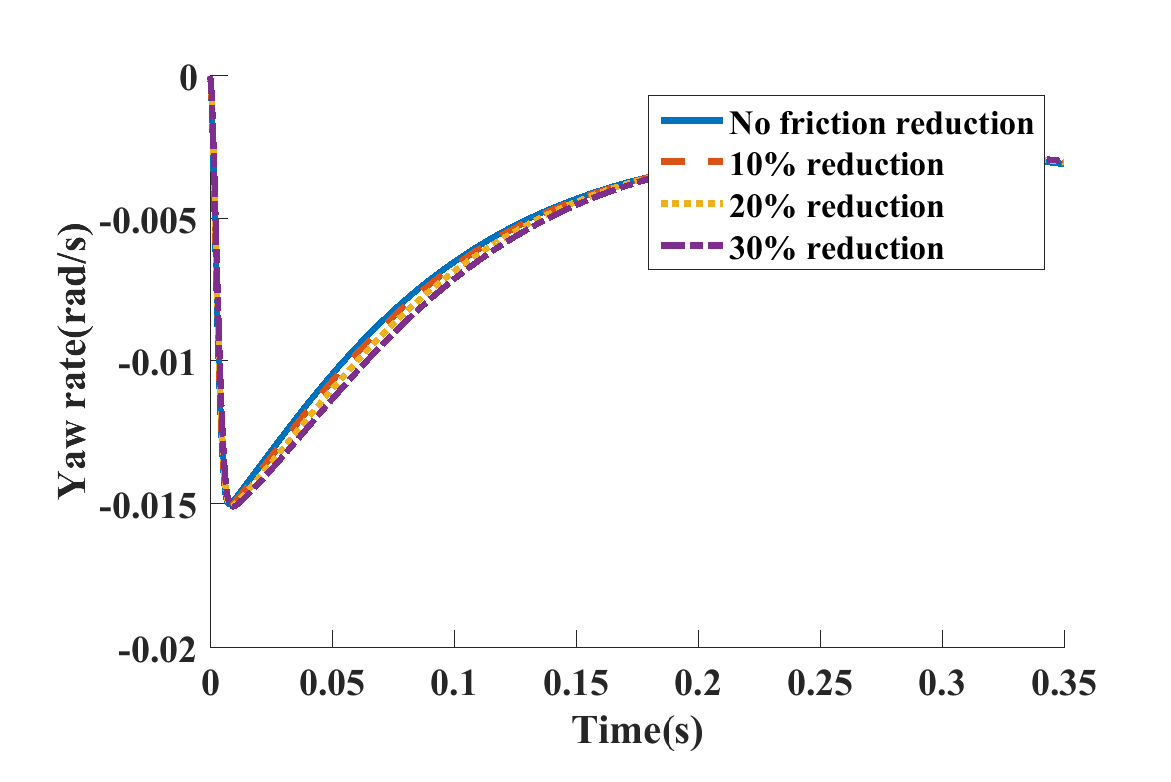 0
-0.005
-0.01
-0.015
-0.02
Yaw rate(rad/s)
No friction reduction
10% reduction
20% reduction
30% reduction
0 0.05 0.1 0.15 0.2 0.25 0.3 0.35
Time(s)